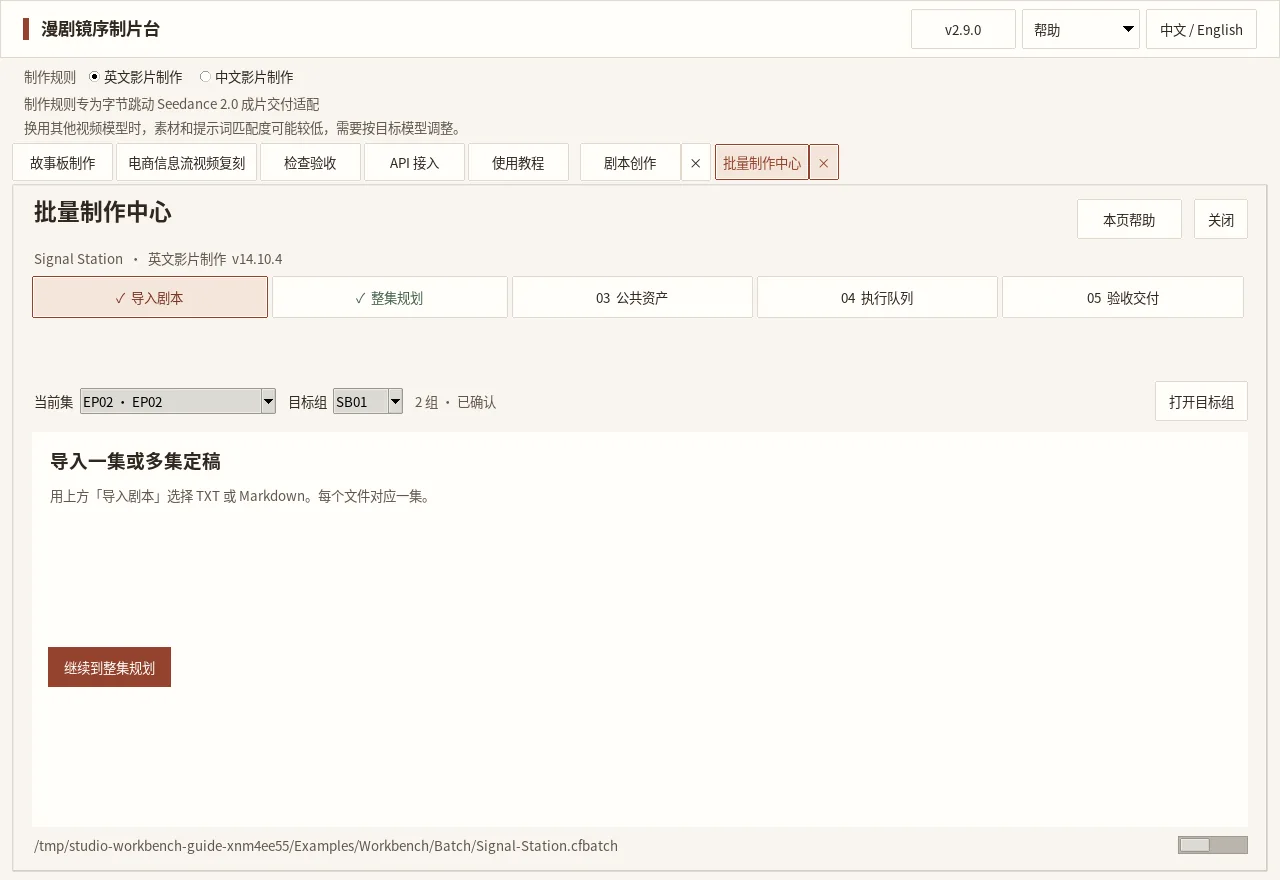 漫剧镜序制片台
v2.9.0
帮助
中文 / English
制作规则 英文影片制作 中文影片制作
制作规则专为字节跳动 Seedance 2.0 成片交付适配
换用其他视频模型时，素材和提示词匹配度可能较低，需要按目标模型调整。
故事板制作 电商信息流视频复刻 检查验收 API 接入 使用教程 剧本创作 × 批量制作中心 ×
批量制作中心
本页帮助 关闭
Signal Station · 英文影片制作 v14.10.4
✓ 导入剧本 ✓ 整集规划 03 公共资产 04 执行队列 05 验收交付
当前集 EP02 · EP02 目标组 SB01 2 组 · 已确认 打开目标组
导入一集或多集定稿
用上方「导入剧本」选择 TXT 或 Markdown。每个文件对应一集。
继续到整集规划
/tmp/studio-workbench-guide-xnm4ee55/Examples/Workbench/Batch/Signal-Station.cfbatch